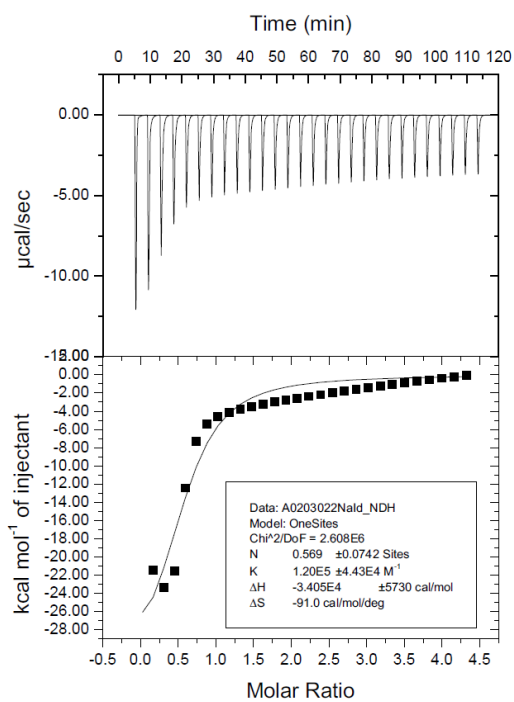 Time (min)
0 10 20 30 40 50 60 70 80 90 100 110 120
0.00
-5.00
-10.00
-15.00
µcal/sec
2.00
0.00
-2.00
-4.00
-6.00
-8.00
-10.00
-12.00
-14.00
-16.00
-18.00
-20.00
-22.00
-24.00
-26.00
-28.00
kcal mol⁻¹ of injectant
Data: A0203022NaId_NDH
Model: OneSites
Chi^2/DoF = 2.608E6
N 0.569 ±0.0742 Sites
K 1.20E5 ±4.43E4 M⁻¹
ΔH -3.405E4 ±5730 cal/mol
ΔS -91.0 cal/mol/deg
-0.5 0.0 0.5 1.0 1.5 2.0 2.5 3.0 3.5 4.0 4.5
Molar Ratio